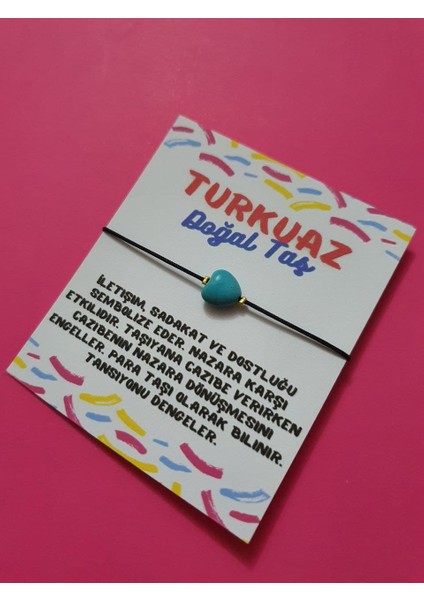 TURKUAZ
Doğal Taş
İLETİŞİM, SADAKAT VE DOSTLUĞU
SEMBOLİZE EDER. NAZARA KARŞI
ETKİLİDİR. TAŞIYANA CAZİBE VERİRKEN
CAZİBENİN NAZARA DÖNÜŞMESİNİ
ENGELLER. PARA TAŞI OLARAK BİLİNİR.
TANSİYONU DENGELER.